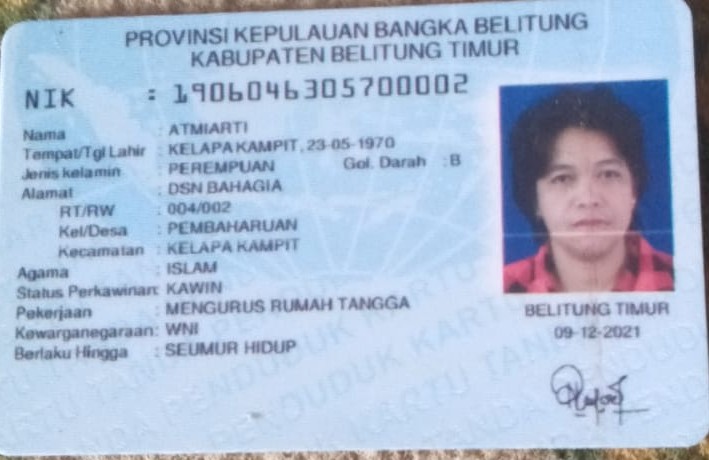 PROVINSI KEPULAUAN BANGKA BELITUNG
KABUPATEN BELITUNG TIMUR
NIK : 1906046305700002
Nama : ATMIARTI
Tempat/Tgl Lahir : KELAPA KAMPIT, 23-05-1970
Jenis kelamin : PEREMPUAN Gol. Darah : B
Alamat : DSN BAHAGIA
RT/RW : 004/002
Kel/Desa : PEMBAHARUAN
Kecamatan : KELAPA KAMPIT
Agama : ISLAM
Status Perkawinan: KAWIN
Pekerjaan : MENGURUS RUMAH TANGGA
Kewarganegaraan: WNI
Berlaku Hingga : SEUMUR HIDUP
BELITUNG TIMUR
09-12-2021